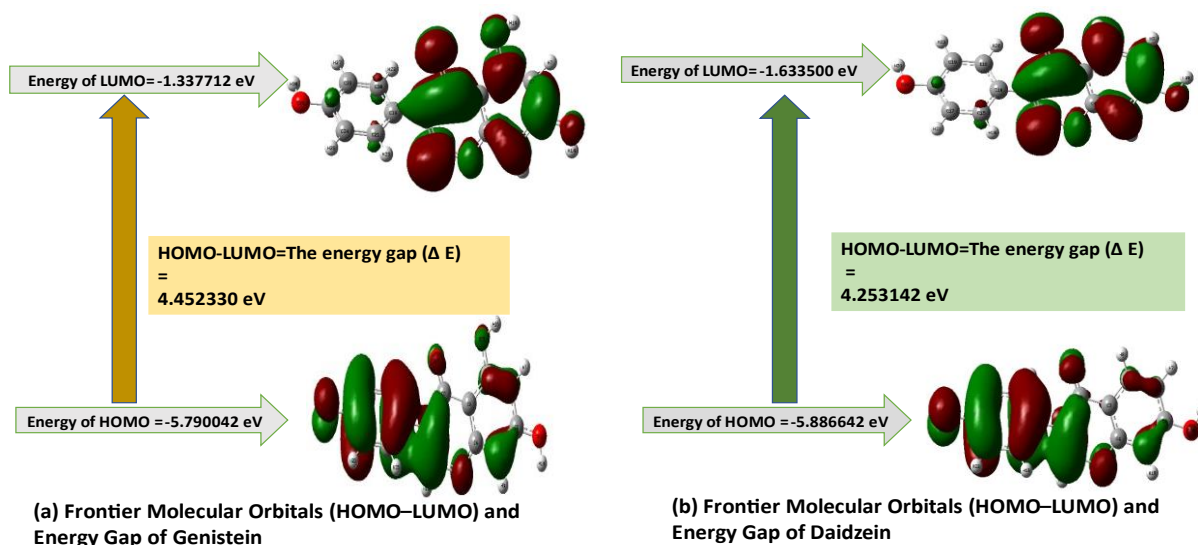 Energy of LUMO= -1.337712 eV
HOMO-LUMO=The energy gap (Δ E)
=
4.452330 eV
Energy of HOMO =-5.790042 eV
(a) Frontier Molecular Orbitals (HOMO–LUMO) and
Energy Gap of Genistein
Energy of LUMO= -1.633500 eV
HOMO-LUMO=The energy gap (Δ E)
=
4.253142 eV
Energy of HOMO =-5.886642 eV
(b) Frontier Molecular Orbitals (HOMO–LUMO) and
Energy Gap of Daidzein